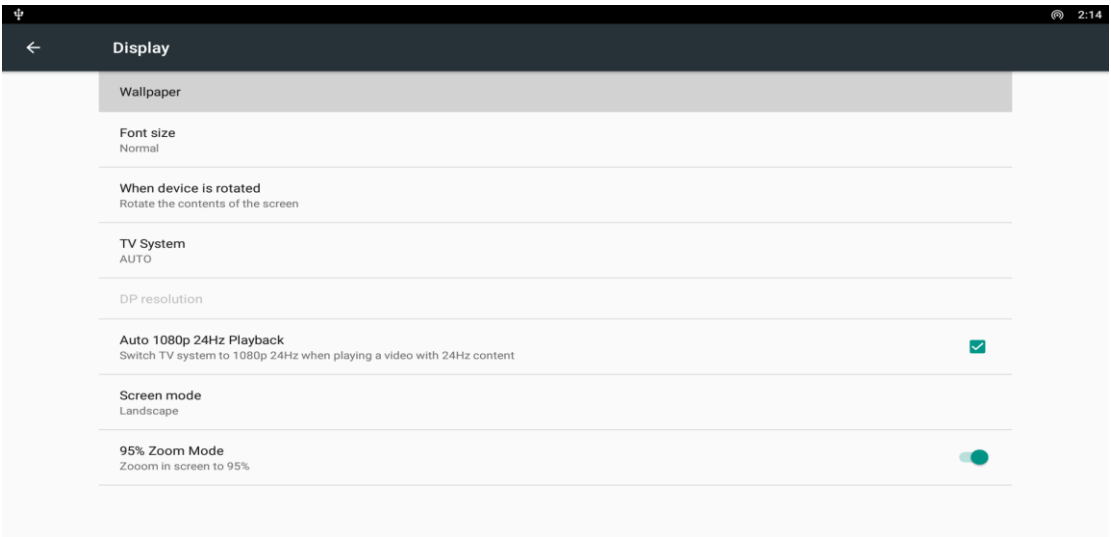 2:14
Display
Wallpaper
Font size
Normal
When device is rotated
Rotate the contents of the screen
TV System
AUTO
DP resolution
Auto 1080p 24Hz Playback
Switch TV system to 1080p 24Hz when playing a video with 24Hz content
Screen mode
Landscape
95% Zoom Mode
Zooom in screen to 95%